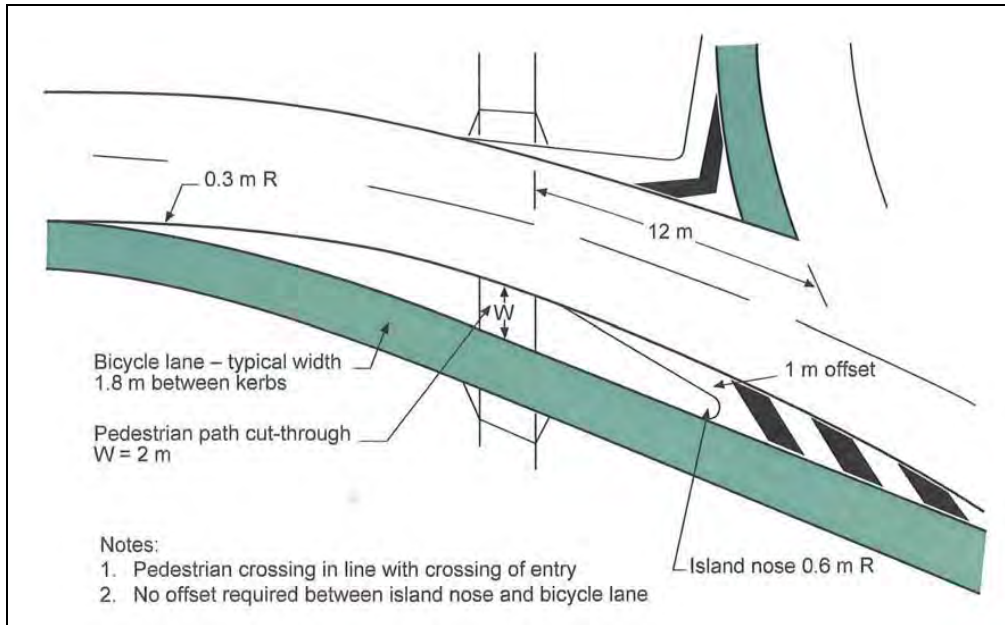 0.3 m R
12 m
W
1 m offset
Bicycle lane – typical width
1.8 m between kerbs
Pedestrian path cut-through
W = 2 m
Island nose 0.6 m R
Notes:
1. Pedestrian crossing in line with crossing of entry
2. No offset required between island nose and bicycle lane